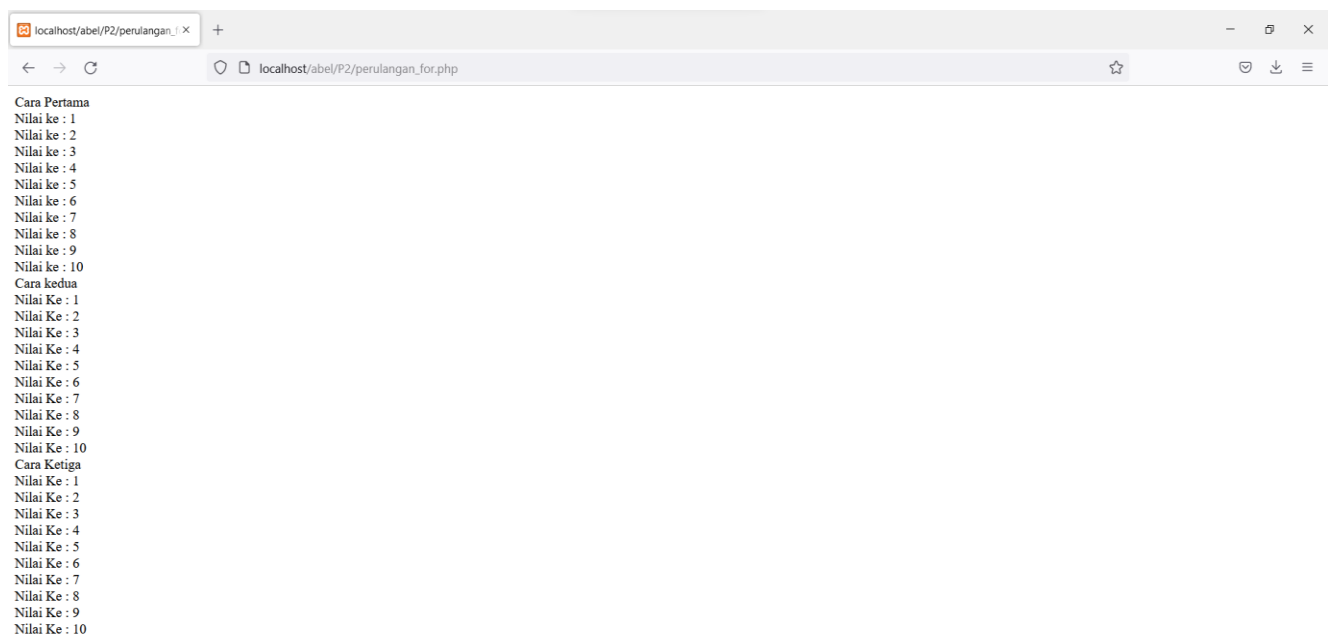 localhost/abel/P2/perulangan_f
localhost/abel/P2/perulangan_for.php
Cara Pertama
Nilai ke : 1
Nilai ke : 2
Nilai ke : 3
Nilai ke : 4
Nilai ke : 5
Nilai ke : 6
Nilai ke : 7
Nilai ke : 8
Nilai ke : 9
Nilai ke : 10
Cara kedua
Nilai Ke : 1
Nilai Ke : 2
Nilai Ke : 3
Nilai Ke : 4
Nilai Ke : 5
Nilai Ke : 6
Nilai Ke : 7
Nilai Ke : 8
Nilai Ke : 9
Nilai Ke : 10
Cara Ketiga
Nilai Ke : 1
Nilai Ke : 2
Nilai Ke : 3
Nilai Ke : 4
Nilai Ke : 5
Nilai Ke : 6
Nilai Ke : 7
Nilai Ke : 8
Nilai Ke : 9
Nilai Ke : 10